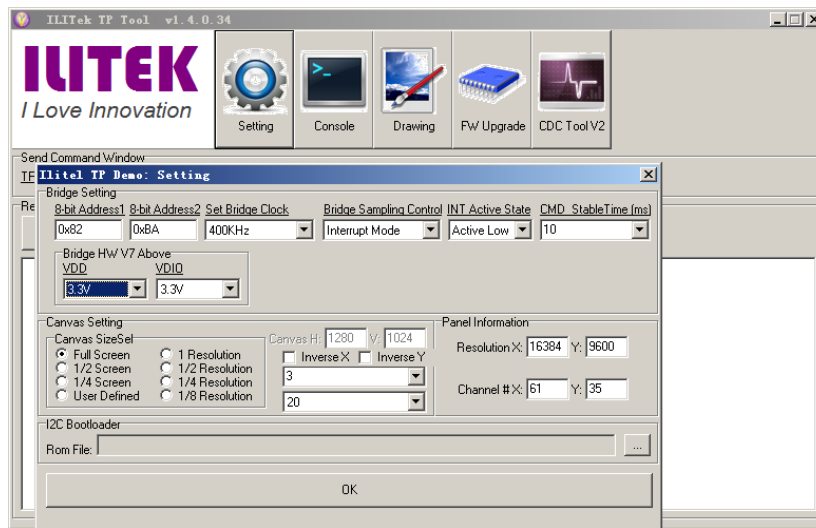 ILITek TP Tool v1.4.0.34
ILITEK
I Love Innovation
Setting
Console
Drawing
FW Upgrade
CDC Tool V2
Send Command Window
Ilitel TP Demo: Setting
Bridge Setting
8-bit Address1 8-bit Address2 Set Bridge Clock Bridge Sampling Control INT Active State CMD_StableTime (ms)
0x82 0xBA 400KHz Interrupt Mode Active Low 10
Bridge HW V7 Above
VDD VDIO
3.3V 3.3V
Canvas Setting
Canvas SizeSel
Full Screen 1 Resolution
1/2 Screen 1/2 Resolution
1/4 Screen 1/4 Resolution
User Defined 1/8 Resolution
Canvas H: 1280 V: 1024
Inverse X Inverse Y
3
20
Panel Information
Resolution X: 16384 Y: 9600
Channel # X: 61 Y: 35
I2C Bootloader
Rom File: ...
OK